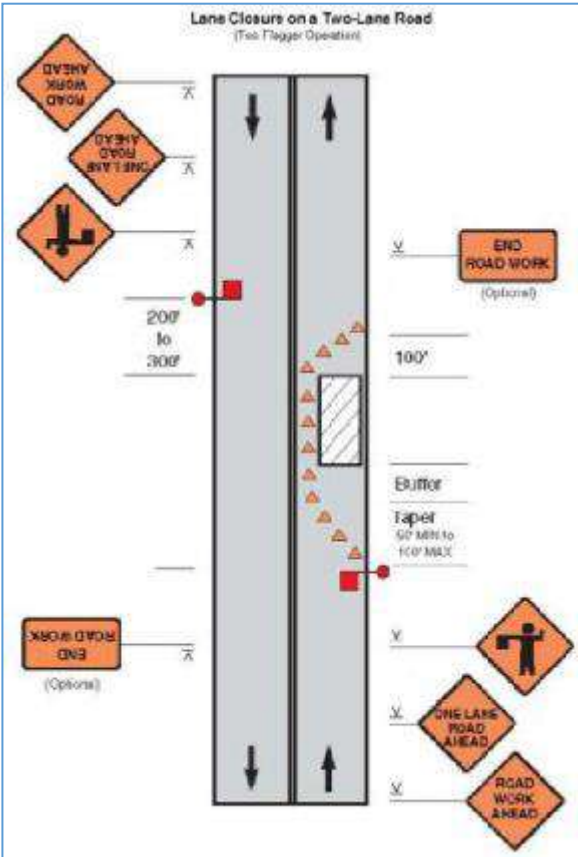 Lane Closure on a Two-Lane Road
(Two Flagger Operation)
ROAD
WORK
AHEAD
ONE LANE
ROAD
AHEAD
END
ROAD WORK
(Optional)
200'
to
300'
100'
Buffer
Taper
50' MIN to
100' MAX
END
ROAD WORK
(Optional)
ONE LANE
ROAD
AHEAD
ROAD
WORK
AHEAD